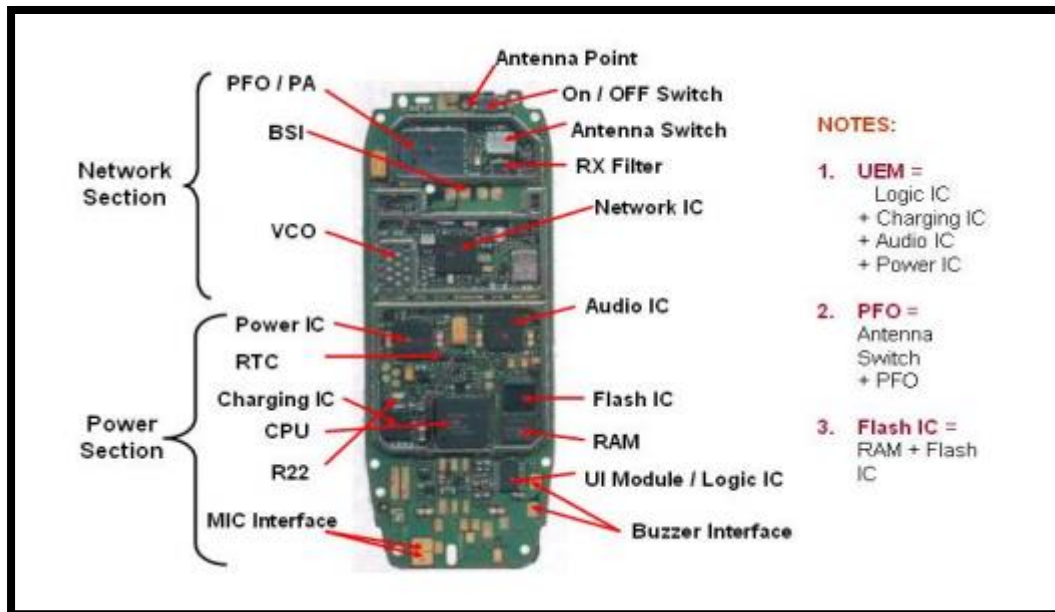 Antenna Point
PFO / PA
On / OFF Switch
BSI
Antenna Switch
RX Filter
Network
Section
Network IC
VCO
Audio IC
Power IC
RTC
Charging IC
Flash IC
CPU
RAM
Power
Section
R22
UI Module / Logic IC
MIC Interface
Buzzer Interface
NOTES:
1. UEM =
Logic IC
+ Charging IC
+ Audio IC
+ Power IC
2. PFO =
Antenna
Switch
+ PFO
3. Flash IC =
RAM + Flash
IC